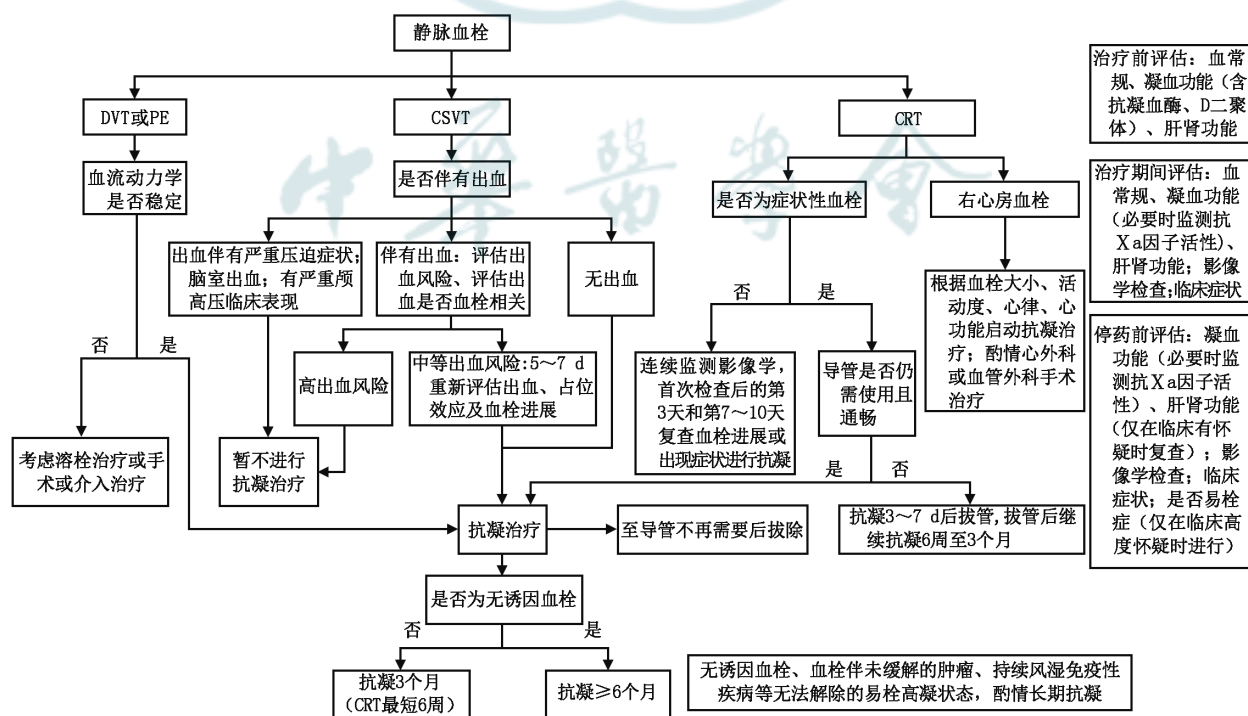 静脉血栓
DVT或PE
CSVT
CRT
血流动力学
是否稳定
是否伴有出血
是否为症状性血栓
右心房血栓
出血伴有严重压迫症状；
脑室出血；有严重颅
高压临床表现
伴有出血：评估出
血风险、评估出
血是否血栓相关
无出血
否
是
高出血风险
中等出血风险：5～7 d
重新评估出血、占位
效应及血栓进展
否
是
连续监测影像学，
首次检查后的第
3天和第7～10天
复查血栓进展或
出现症状进行抗凝
导管是否仍
需使用且
通畅
根据血栓大小、活
动度、心律、心
功能启动抗凝治
疗；酌情心外科
或血管外科手术
治疗
考虑溶栓治疗或手
术或介入治疗
暂不进行
抗凝治疗
是
否
抗凝治疗
至导管不再需要后拔除
抗凝3～7 d后拔管，拔管后继
续抗凝6周至3个月
是否为无诱因血栓
否
是
抗凝3个月
（CRT最短6周）
抗凝≥6个月
无诱因血栓、血栓伴未缓解的肿瘤、持续风湿免疫性
疾病等无法解除的易栓高凝状态，酌情长期抗凝
治疗前评估：血常
规、凝血功能（含
抗凝血酶、D二聚
体）、肝肾功能
治疗期间评估：血
常规、凝血功能
（必要时监测抗
Ⅹa因子活性）、
肝肾功能；影像
学检查；临床症状
停药前评估：凝血
功能（必要时监
测抗Ⅹa因子活
性）、肝肾功能
（仅在临床有怀
疑时复查）；影
像学检查；临床
症状；是否易栓
症（仅在临床高
度怀疑时进行）
中华醫學會